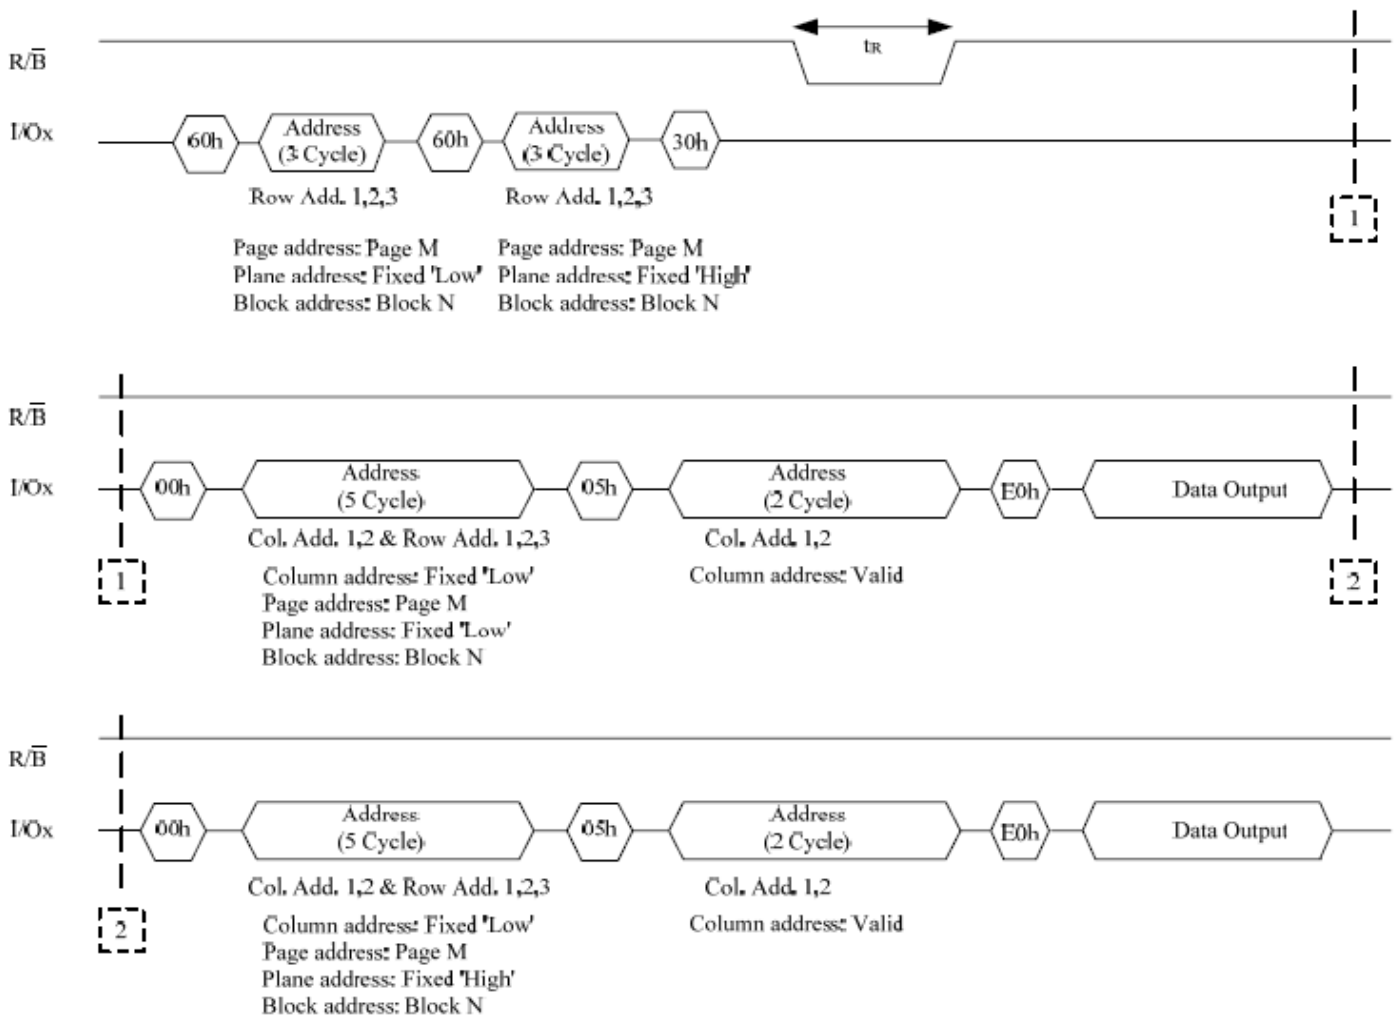 tR
R/B̅
I/Ox
60h
Address
(3 Cycle)
60h
Address
(3 Cycle)
30h
Row Add. 1,2,3
Row Add. 1,2,3
1
Page address: Page M
Plane address: Fixed 'Low'
Block address: Block N
Page address: Page M
Plane address: Fixed 'High'
Block address: Block N
R/B̅
I/Ox
00h
Address
(5 Cycle)
05h
Address
(2 Cycle)
E0h
Data Output
Col. Add. 1,2 & Row Add. 1,2,3
Col. Add. 1,2
1
Column address: Fixed 'Low'
Page address: Page M
Plane address: Fixed 'Low'
Block address: Block N
Column address: Valid
2
R/B̅
I/Ox
00h
Address
(5 Cycle)
05h
Address
(2 Cycle)
E0h
Data Output
Col. Add. 1,2 & Row Add. 1,2,3
Col. Add. 1,2
2
Column address: Fixed 'Low'
Page address: Page M
Plane address: Fixed 'High'
Block address: Block N
Column address: Valid